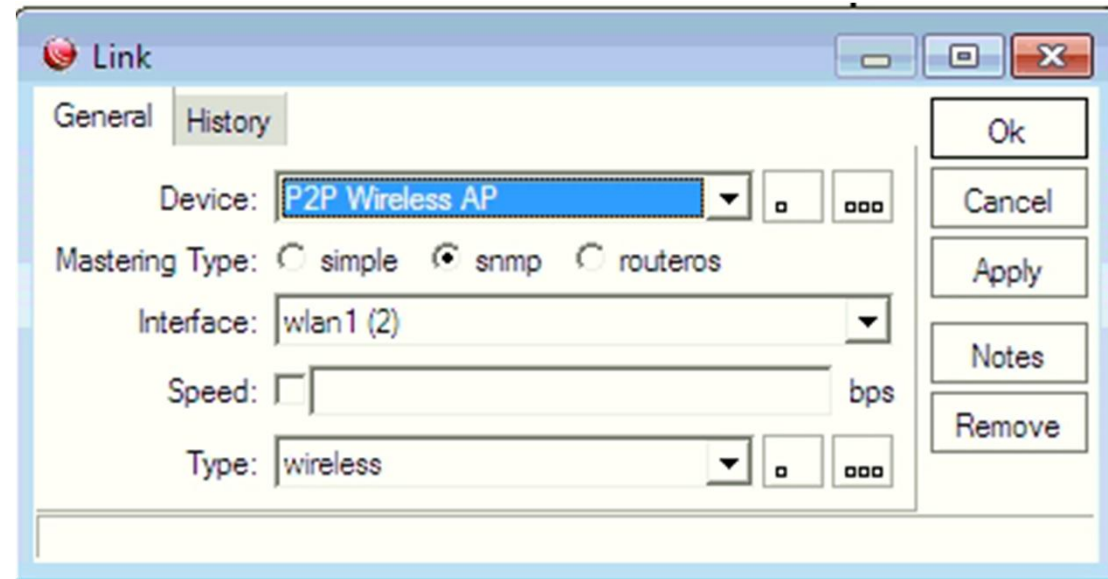 Link
General History
Device: P2P Wireless AP
Mastering Type: simple snmp routeros
Interface: wlan1 (2)
Speed: bps
Type: wireless
Ok
Cancel
Apply
Notes
Remove